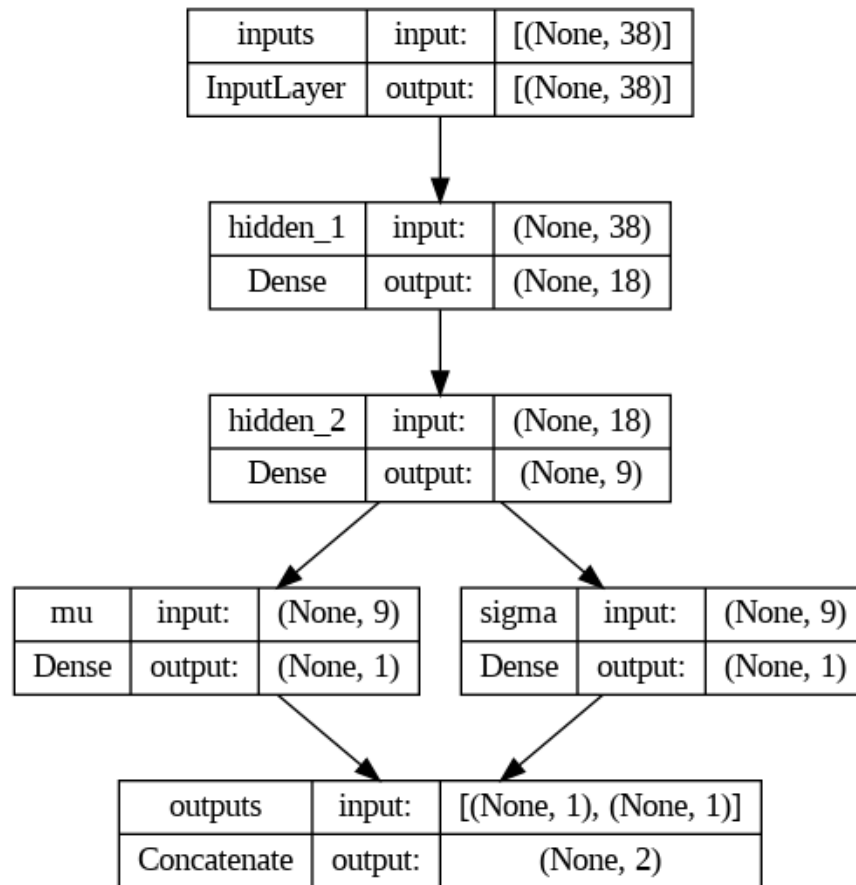 inputs input: [(None, 38)]
InputLayer output: [(None, 38)]
hidden_1 input: (None, 38)
Dense output: (None, 18)
hidden_2 input: (None, 18)
Dense output: (None, 9)
mu input: (None, 9)
Dense output: (None, 1)
sigma input: (None, 9)
Dense output: (None, 1)
outputs input: [(None, 1), (None, 1)]
Concatenate output: (None, 2)